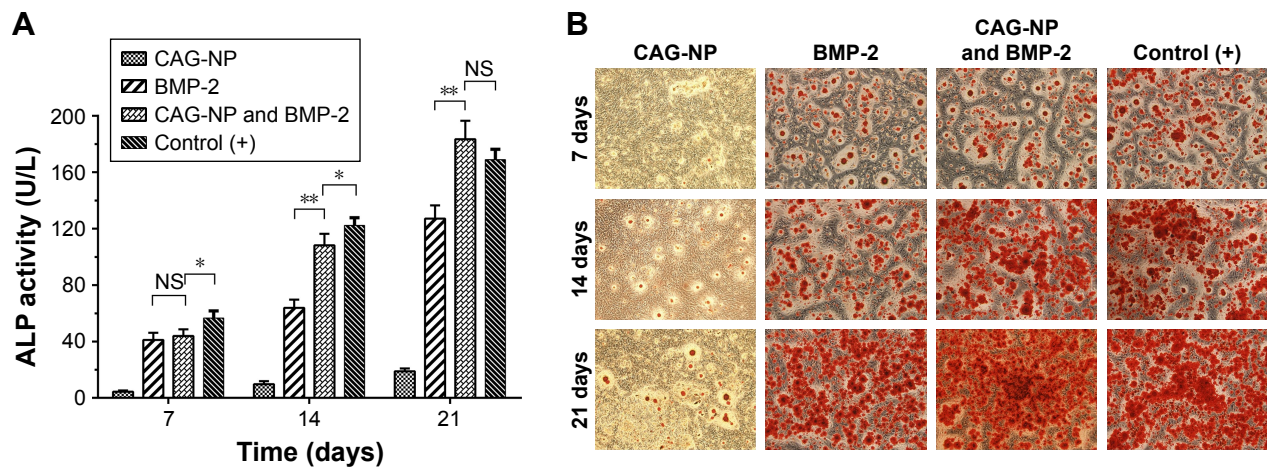 A
CAG-NP
BMP-2
CAG-NP and BMP-2
Control (+)
ALP activity (U/L)
200
160
120
80
40
0
NS
*
**
*
**
NS
7
14
21
Time (days)
B
CAG-NP
BMP-2
CAG-NP
and BMP-2
Control (+)
7 days
14 days
21 days